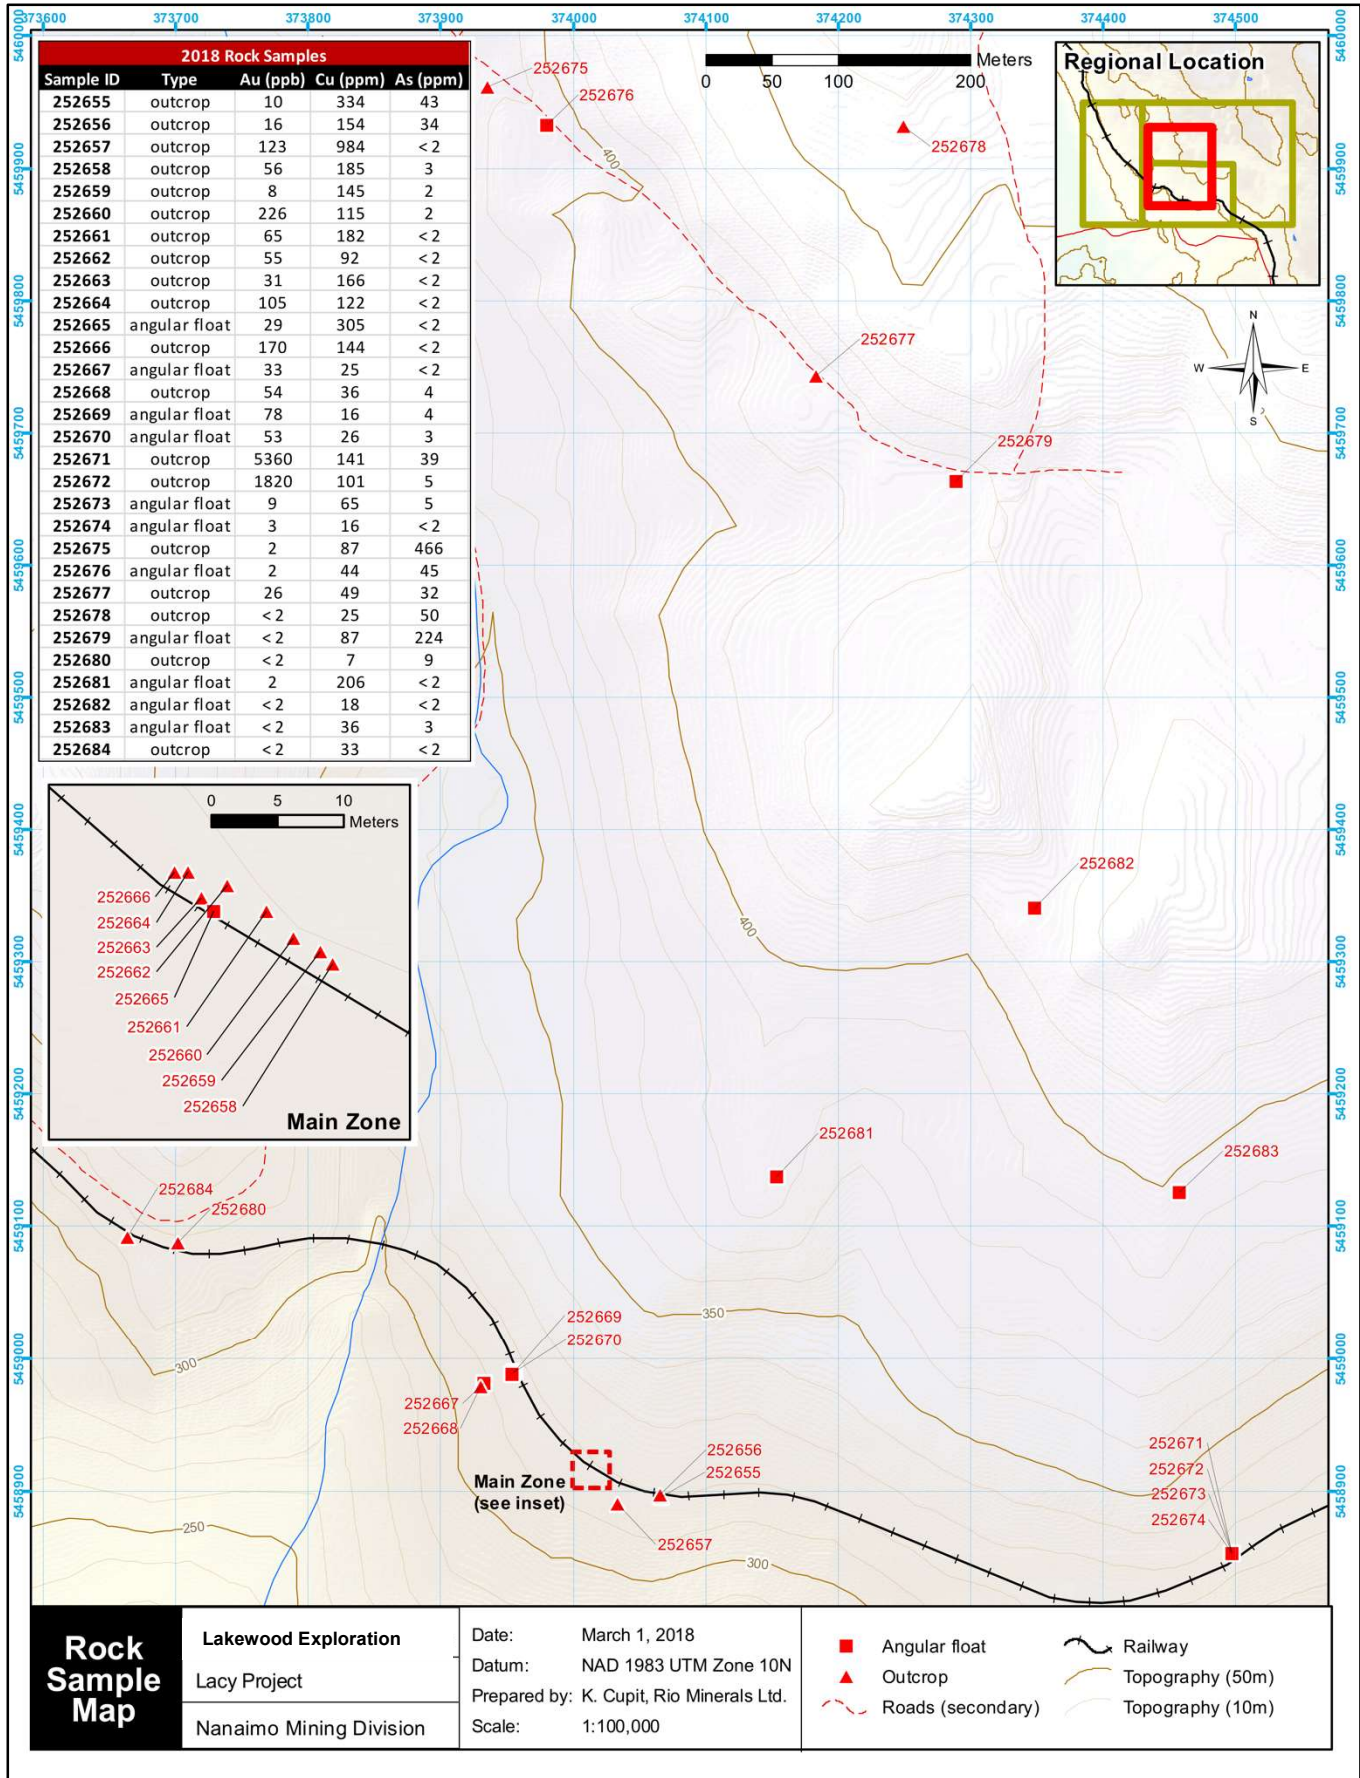 373600 373700 373800 373900 374000 374100 374200 374300 374400 374500
5460000
5459900
5459800
5459700
5459600
5459500
5459400
5459300
5459200
5459100
5459000
5458900
5460000
5459900
5459800
5459700
5459600
5459500
5459400
5459300
5459200
5459100
5459000
5458900
2018 Rock Samples
Sample ID Type Au (ppb) Cu (ppm) As (ppm)
252655 outcrop 10 334 43
252656 outcrop 16 154 34
252657 outcrop 123 984 < 2
252658 outcrop 56 185 3
252659 outcrop 8 145 2
252660 outcrop 226 115 2
252661 outcrop 65 182 < 2
252662 outcrop 55 92 < 2
252663 outcrop 31 166 < 2
252664 outcrop 105 122 < 2
252665 angular float 29 305 < 2
252666 outcrop 170 144 < 2
252667 angular float 33 25 < 2
252668 outcrop 54 36 4
252669 angular float 78 16 4
252670 angular float 53 26 3
252671 outcrop 5360 141 39
252672 outcrop 1820 101 5
252673 angular float 9 65 5
252674 angular float 3 16 < 2
252675 outcrop 2 87 466
252676 angular float 2 44 45
252677 outcrop 26 49 32
252678 outcrop < 2 25 50
252679 angular float < 2 87 224
252680 outcrop < 2 7 9
252681 angular float 2 206 < 2
252682 angular float < 2 18 < 2
252683 angular float < 2 36 3
252684 outcrop < 2 33 < 2
Meters
0 50 100 200
Regional Location
N
W E
S
252675
252676
252678
400
252677
252679
252682
400
252681
252683
0 5 10
Meters
252666
252664
252663
252662
252665
252661
252660
252659
252658
Main Zone
252684
252680
252669
252670
350
300
252667
252668
252656
252655
Main Zone
(see inset)
252657
252671
252672
252673
252674
250
300
Rock
Sample
Map
Lakewood Exploration
Lacy Project
Nanaimo Mining Division
Date: March 1, 2018
Datum: NAD 1983 UTM Zone 10N
Prepared by: K. Cupit, Rio Minerals Ltd.
Scale: 1:100,000
Angular float
Outcrop
Roads (secondary)
Railway
Topography (50m)
Topography (10m)